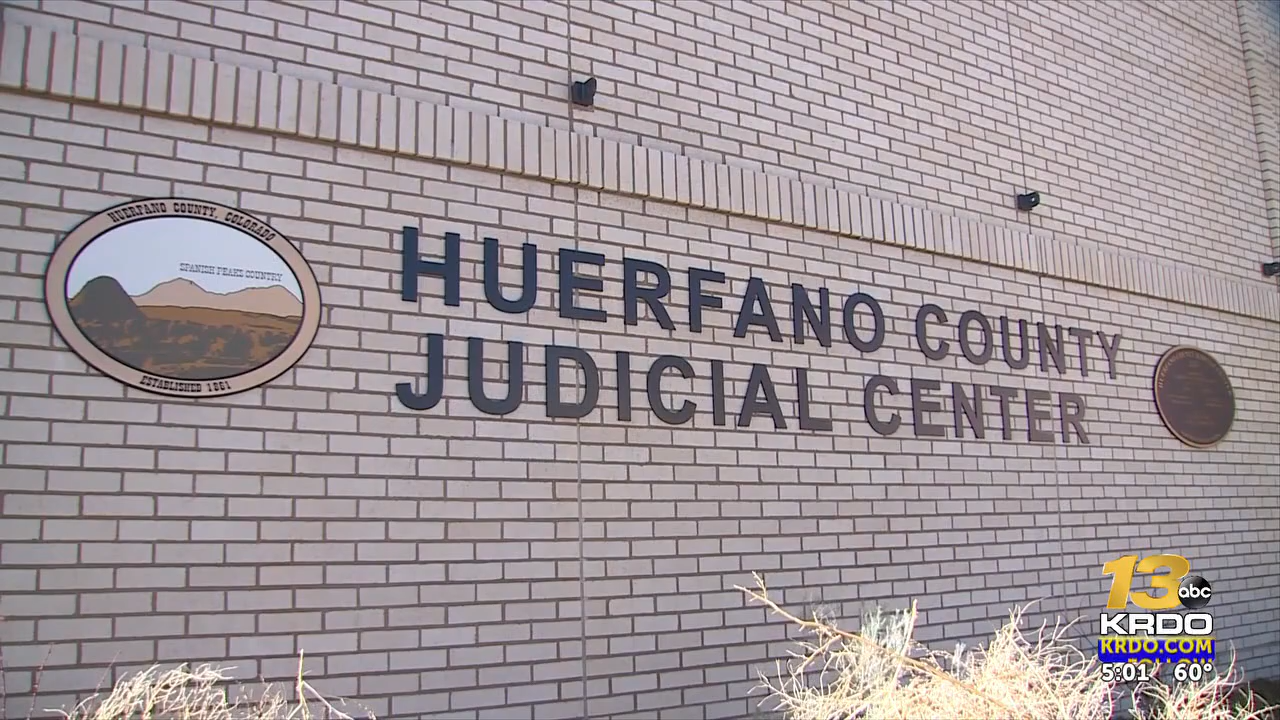 HUERFANO COUNTY, COLORADO
SPANISH PEAKS COUNTRY
ESTABLISHED 1861
HUERFANO COUNTY
JUDICIAL CENTER
13
abc
KRDO
KRDO.COM
5:01 60°